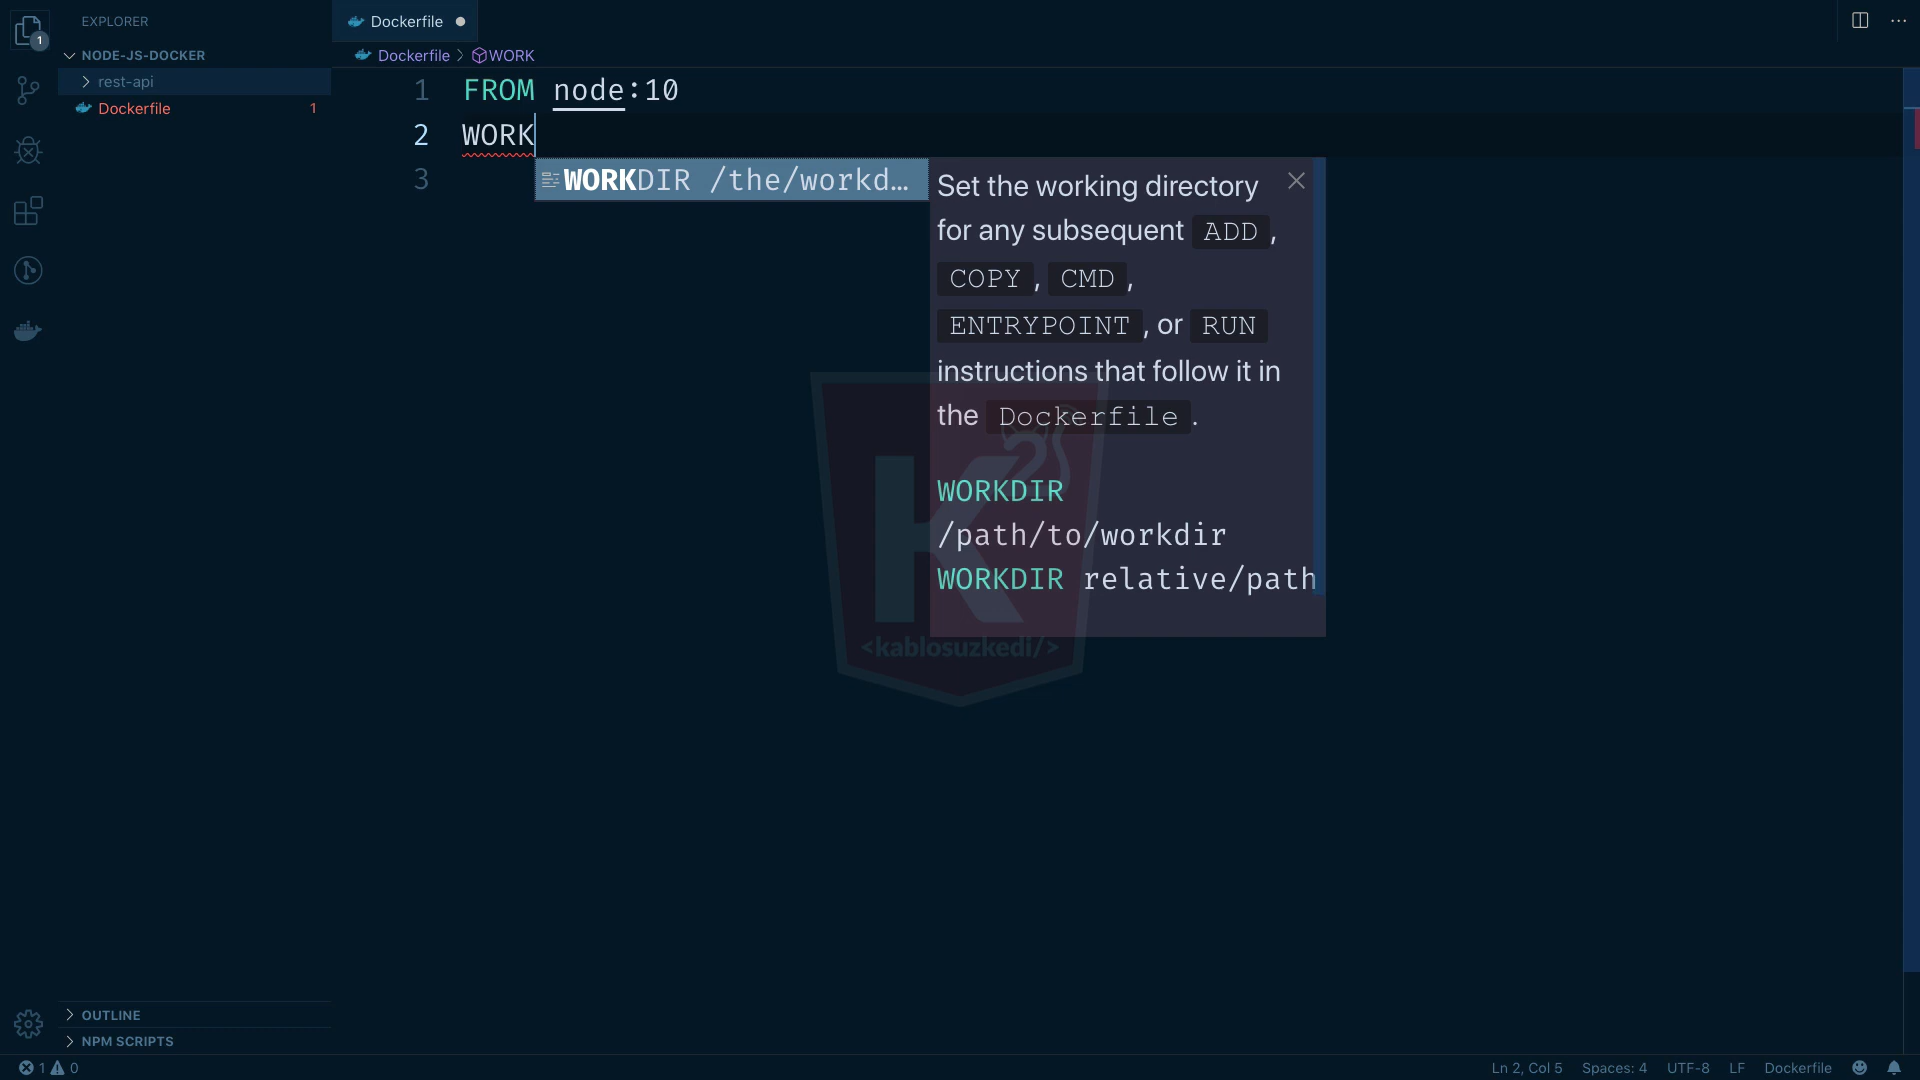 EXPLORER
Dockerfile
1
NODE-JS-DOCKER
Dockerfile WORK
rest-api
Dockerfile 1
1 FROM node:10
2 WORK
3
WORKDIR /the/workd…
Set the working directory
for any subsequent ADD,
COPY, CMD,
ENTRYPOINT, or RUN
instructions that follow it in
the Dockerfile.
WORKDIR
/path/to/workdir
WORKDIR relative/path
K
<kablosuzkedi/>
OUTLINE
NPM SCRIPTS
1 0
Ln 2, Col 5 Spaces: 4 UTF-8 LF Dockerfile